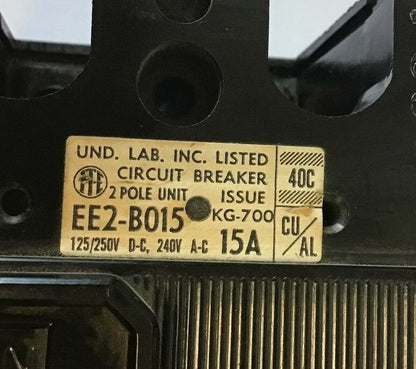 UND. LAB. INC. LISTED
CIRCUIT BREAKER
40C
ITE
2 POLE UNIT
ISSUE
KG-700
EE2-B015
CU/AL
125/250V D-C, 240V A-C
15A